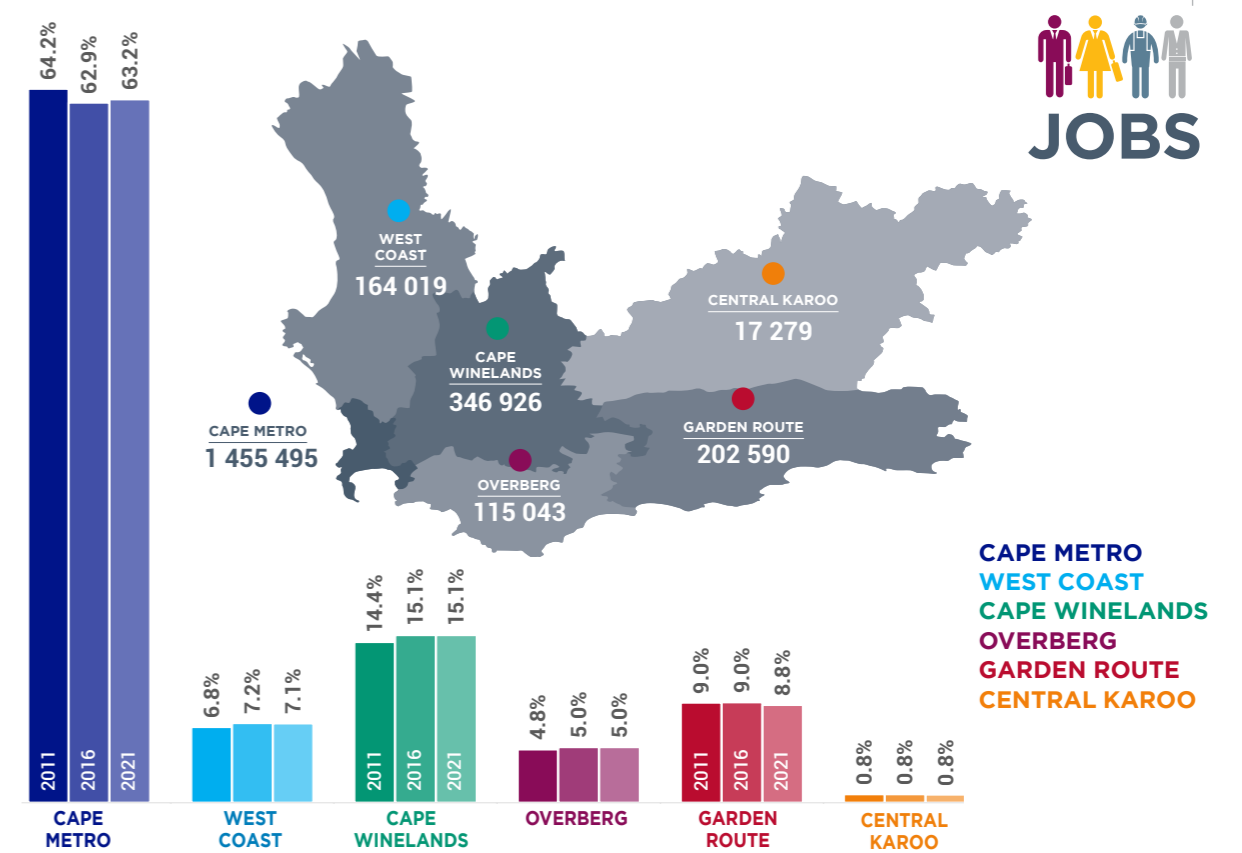 JOBS
WEST
COAST
164 019
CENTRAL KAROO
17 279
CAPE
WINELANDS
346 926
CAPE METRO
1 455 495
GARDEN ROUTE
202 590
OVERBERG
115 043
CAPE METRO
WEST COAST
CAPE WINELANDS
OVERBERG
GARDEN ROUTE
CENTRAL KAROO
64.2%
62.9%
63.2%
2011
2016
2021
CAPE
METRO
6.8%
7.2%
7.1%
WEST
COAST
14.4%
15.1%
15.1%
2011
2016
2021
CAPE
WINELANDS
4.8%
5.0%
5.0%
OVERBERG
9.0%
9.0%
8.8%
2011
2016
2021
GARDEN
ROUTE
0.8%
0.8%
0.8%
CENTRAL
KAROO